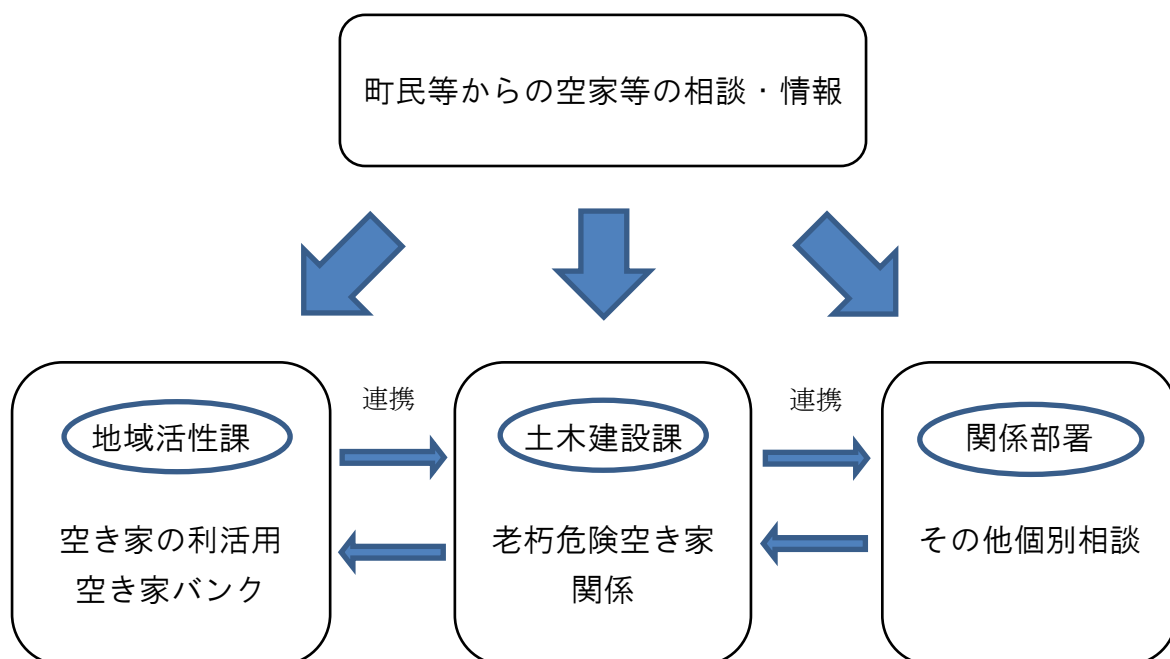 町民等からの空家等の相談・情報
連携
連携
地域活性課
土木建設課
関係部署
空き家の利活用
空き家バンク
老朽危険空き家
関係
その他個別相談